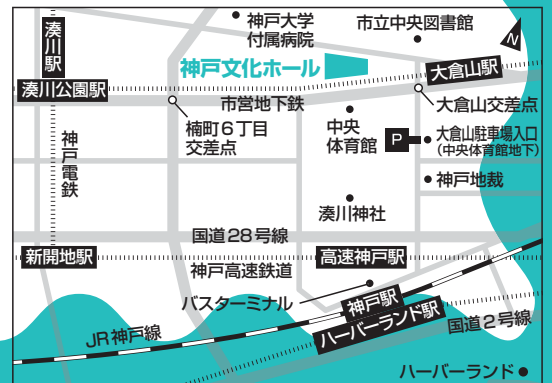 湊川駅
神戸大学
付属病院
市立中央図書館
N
神戸文化ホール
大倉山駅
湊川公園駅
市営地下鉄
大倉山交差点
楠町6丁目
交差点
中央
体育館
P
大倉山駐車場入口
(中央体育館地下)
神戸電鉄
神戸地裁
湊川神社
国道28号線
新開地駅
高速神戸駅
神戸高速鉄道
バスターミナル
神戸駅
ハーバーランド駅
国道2号線
JR神戸線
ハーバーランド